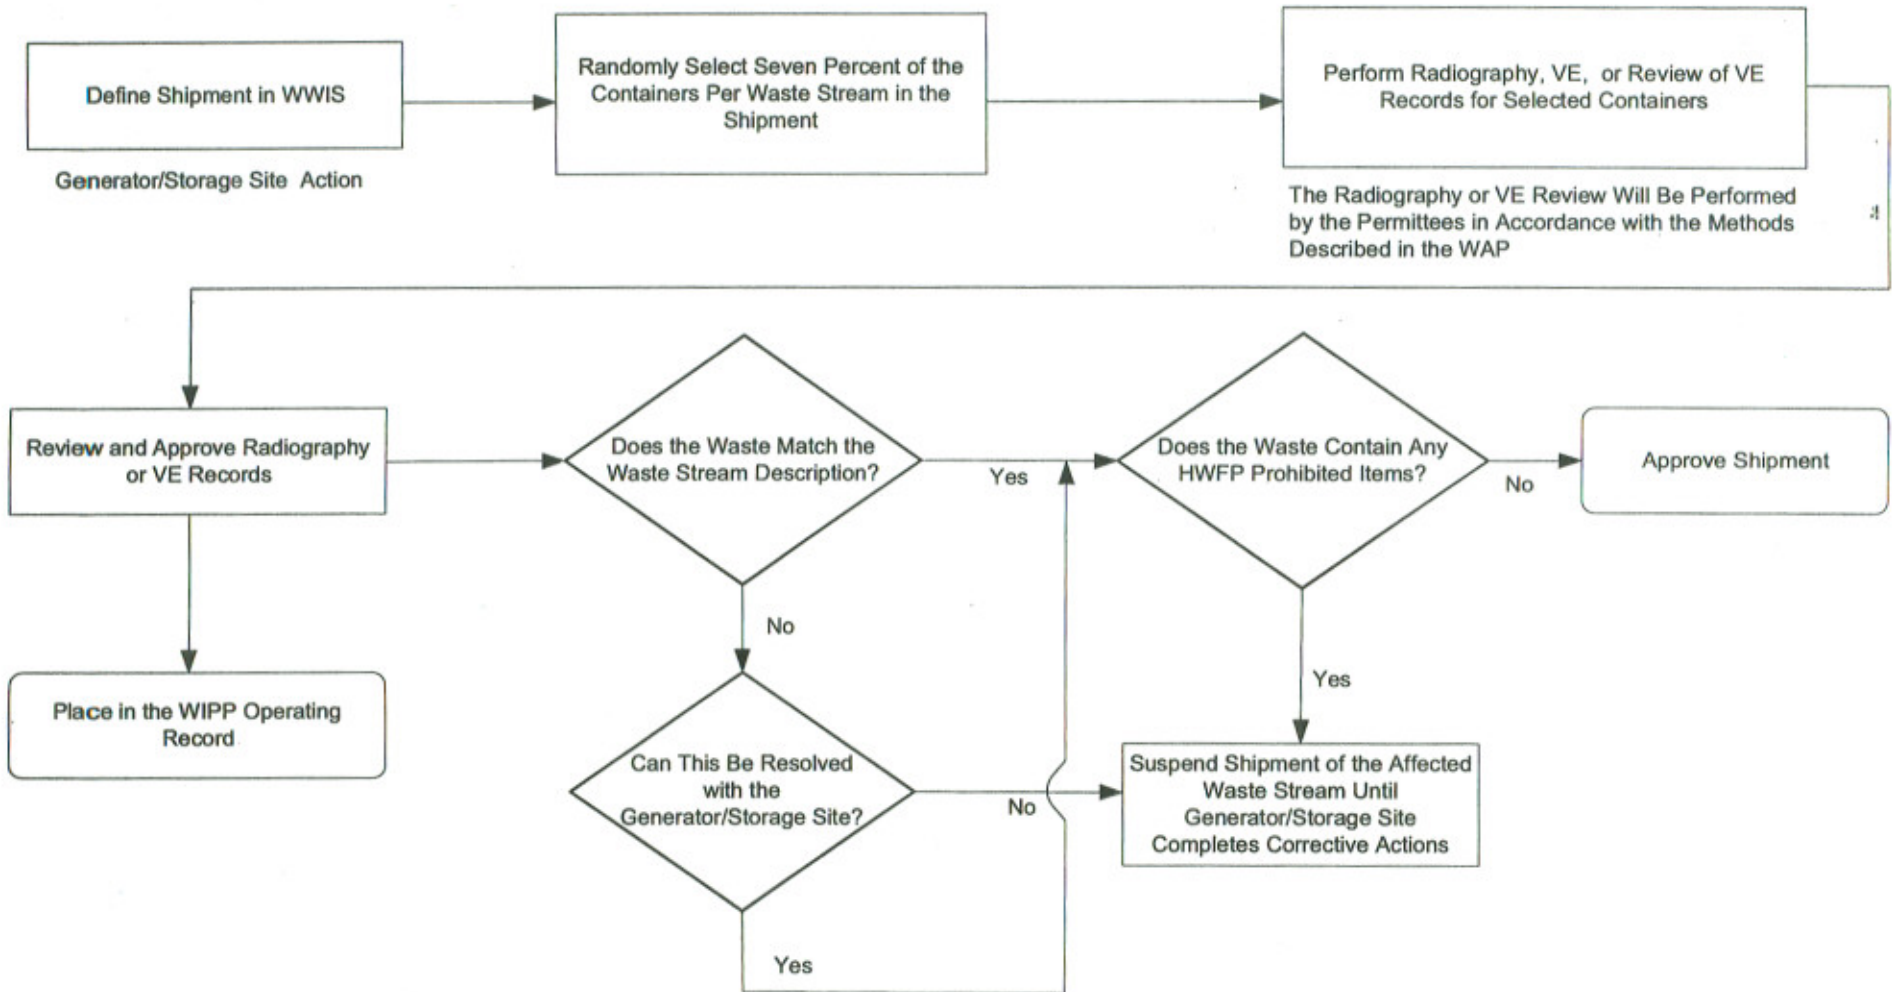 Define Shipment in WWIS
Generator/Storage Site Action
Randomly Select Seven Percent of the
Containers Per Waste Stream in the
Shipment
Perform Radiography, VE, or Review of VE
Records for Selected Containers
The Radiography or VE Review Will Be Performed
by the Permittees in Accordance with the Methods
Described in the WAP
Review and Approve Radiography
or VE Records
Does the Waste Match the
Waste Stream Description?
Yes
Does the Waste Contain Any
HWFP Prohibited Items?
No
Approve Shipment
No
Yes
Place in the WIPP Operating
Record
Can This Be Resolved
with the
Generator/Storage Site?
No
Suspend Shipment of the Affected
Waste Stream Until
Generator/Storage Site
Completes Corrective Actions
Yes